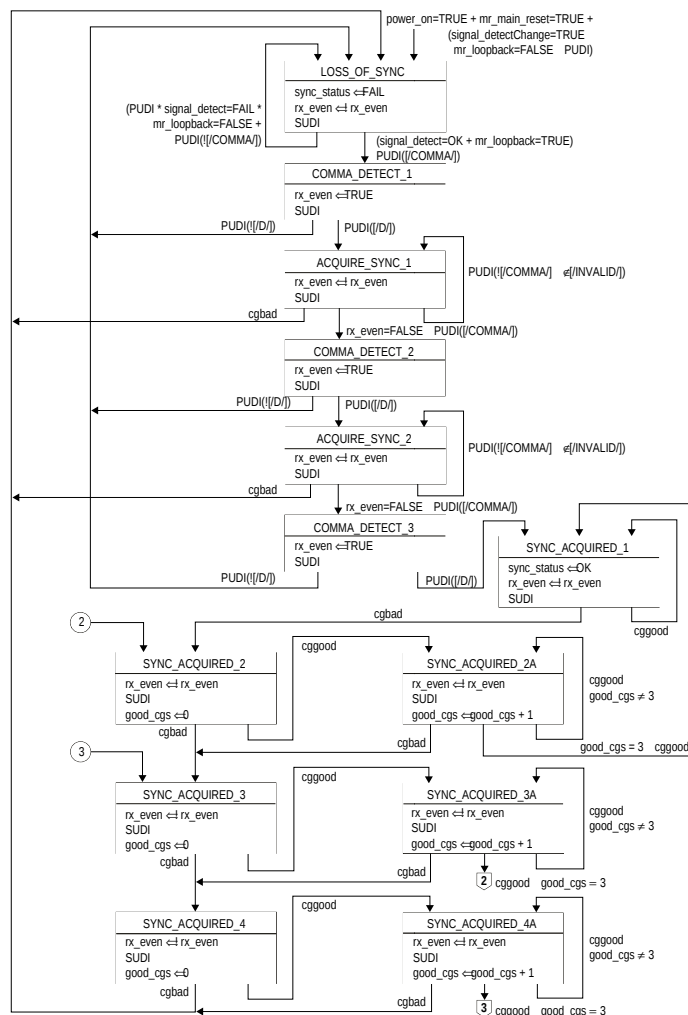 power_on=TRUE + mr_main_reset=TRUE +
(signal_detectChange=TRUE
mr_loopback=FALSE PUDI)
LOSS_OF_SYNC
sync_status ⇐FAIL
rx_even ⇐! rx_even
SUDI
(PUDI * signal_detect=FAIL *
mr_loopback=FALSE +
PUDI(![/COMMA/])
(signal_detect=OK + mr_loopback=TRUE)
PUDI([/COMMA/])
COMMA_DETECT_1
rx_even ⇐TRUE
SUDI
PUDI(![/D/])
PUDI([/D/])
ACQUIRE_SYNC_1
rx_even ⇐! rx_even
SUDI
PUDI(![/COMMA/] ∉[/INVALID/])
cgbad
rx_even=FALSE PUDI([/COMMA/])
COMMA_DETECT_2
rx_even ⇐TRUE
SUDI
PUDI(![/D/])
PUDI([/D/])
ACQUIRE_SYNC_2
rx_even ⇐! rx_even
SUDI
PUDI(![/COMMA/] ∉[/INVALID/])
cgbad
rx_even=FALSE PUDI([/COMMA/])
COMMA_DETECT_3
rx_even ⇐TRUE
SUDI
PUDI(![/D/])
PUDI([/D/])
SYNC_ACQUIRED_1
sync_status ⇐OK
rx_even ⇐! rx_even
SUDI
cgbad
cggood
2
SYNC_ACQUIRED_2
rx_even ⇐! rx_even
SUDI
good_cgs ⇐0
cgbad
cggood
SYNC_ACQUIRED_2A
rx_even ⇐! rx_even
SUDI
good_cgs ⇐good_cgs + 1
cgbad
cggood
good_cgs ≠ 3
good_cgs = 3 cggood
3
SYNC_ACQUIRED_3
rx_even ⇐! rx_even
SUDI
good_cgs ⇐0
cgbad
cggood
SYNC_ACQUIRED_3A
rx_even ⇐! rx_even
SUDI
good_cgs ⇐good_cgs + 1
cgbad
cggood
good_cgs ≠ 3
2 cggood good_cgs = 3
SYNC_ACQUIRED_4
rx_even ⇐! rx_even
SUDI
good_cgs ⇐0
cgbad
cggood
SYNC_ACQUIRED_4A
rx_even ⇐! rx_even
SUDI
good_cgs ⇐good_cgs + 1
cgbad
cggood
good_cgs ≠ 3
3 cggood good_cgs = 3